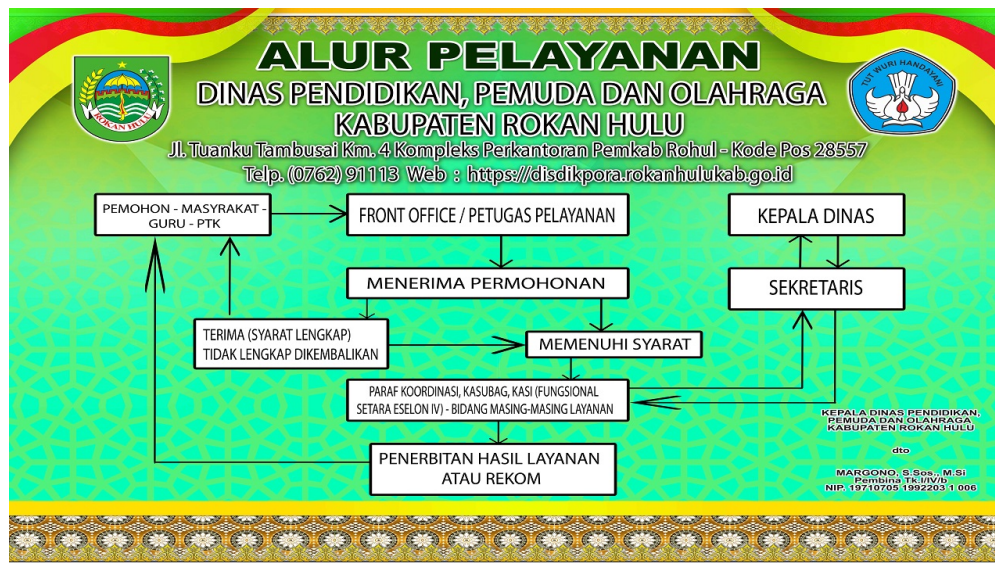 ALUR PELAYANAN
DINAS PENDIDIKAN, PEMUDA DAN OLAHRAGA
KABUPATEN ROKAN HULU
Jl. Tuanku Tambusai Km. 4 Kompleks Perkantoran Pemkab Rohul - Kode Pos 28557
Telp. (0762) 91113 Web : https://disdikpora.rokanhulukab.go.id
ROKAN HULU
TUT WURI HANDAYANI
PEMOHON - MASYRAKAT -
GURU - PTK
FRONT OFFICE / PETUGAS PELAYANAN
KEPALA DINAS
MENERIMA PERMOHONAN
SEKRETARIS
TERIMA (SYARAT LENGKAP)
TIDAK LENGKAP DIKEMBALIKAN
MEMENUHI SYARAT
PARAF KOORDINASI, KASUBAG, KASI (FUNGSIONAL
SETARA ESELON IV) - BIDANG MASING-MASING LAYANAN
PENERBITAN HASIL LAYANAN
ATAU REKOM
KEPALA DINAS PENDIDIKAN,
PEMUDA DAN OLAHRAGA
KABUPATEN ROKAN HULU
dto
MARGONO, S.Sos., M.Si
Pembina Tk.I/IV/b
NIP. 19710705 1992203 1 006